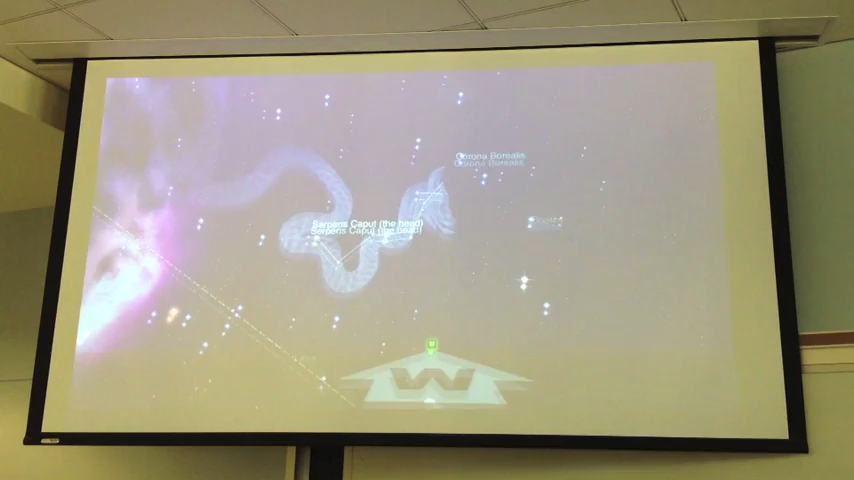 Corona Borealis
Corona Borealis
Serpens Caput (the head)
Serpens Caput (the head)
W